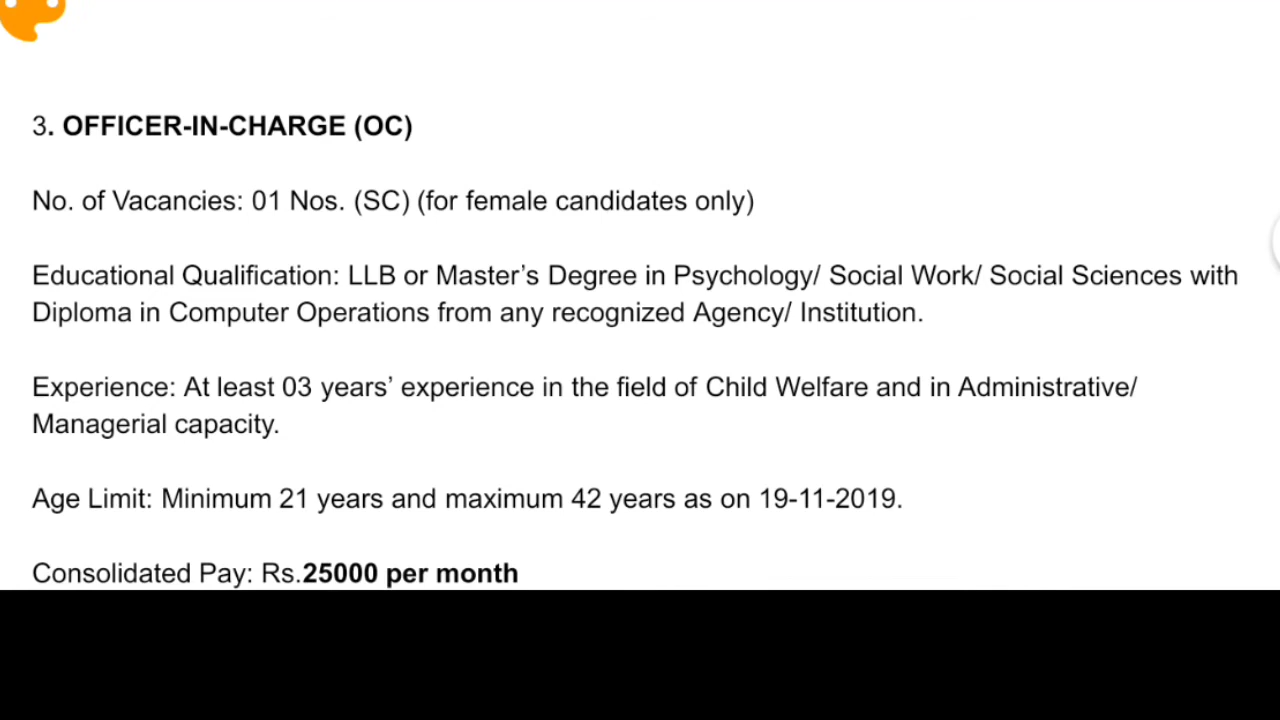 3. OFFICER-IN-CHARGE (OC)
No. of Vacancies: 01 Nos. (SC) (for female candidates only)
Educational Qualification: LLB or Master’s Degree in Psychology/ Social Work/ Social Sciences with
Diploma in Computer Operations from any recognized Agency/ Institution.
Experience: At least 03 years’ experience in the field of Child Welfare and in Administrative/
Managerial capacity.
Age Limit: Minimum 21 years and maximum 42 years as on 19-11-2019.
Consolidated Pay: Rs.25000 per month